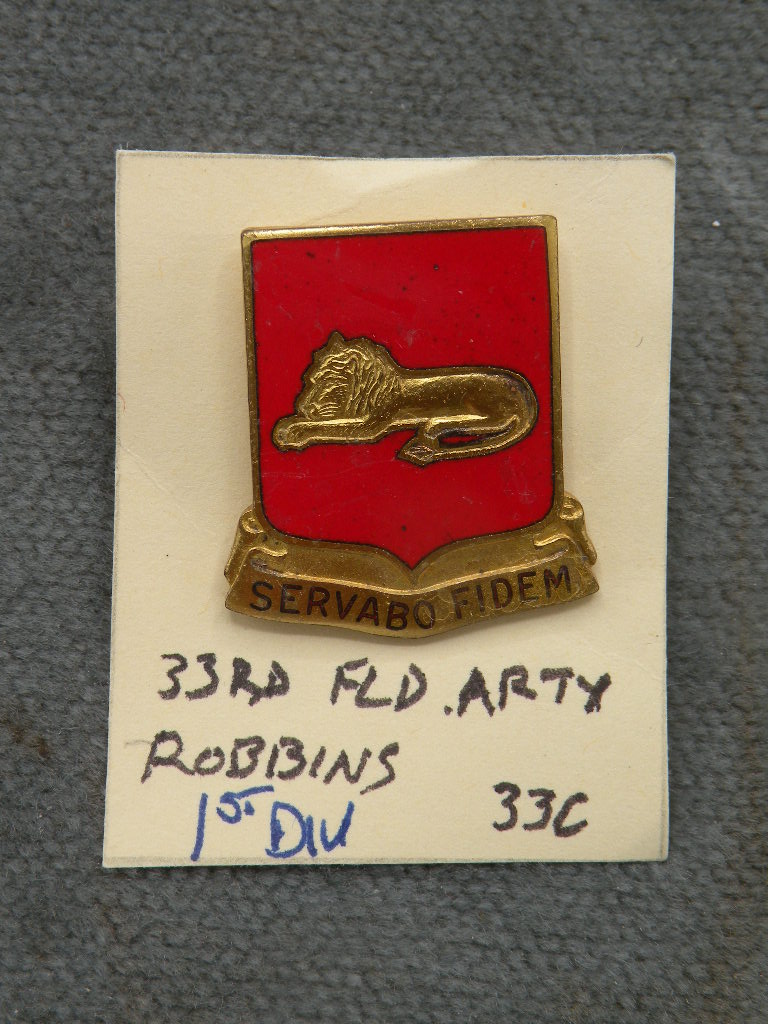 SERVABO FIDEM
33RD FLD. ARTY
ROBBINS
1ST DIV 33C